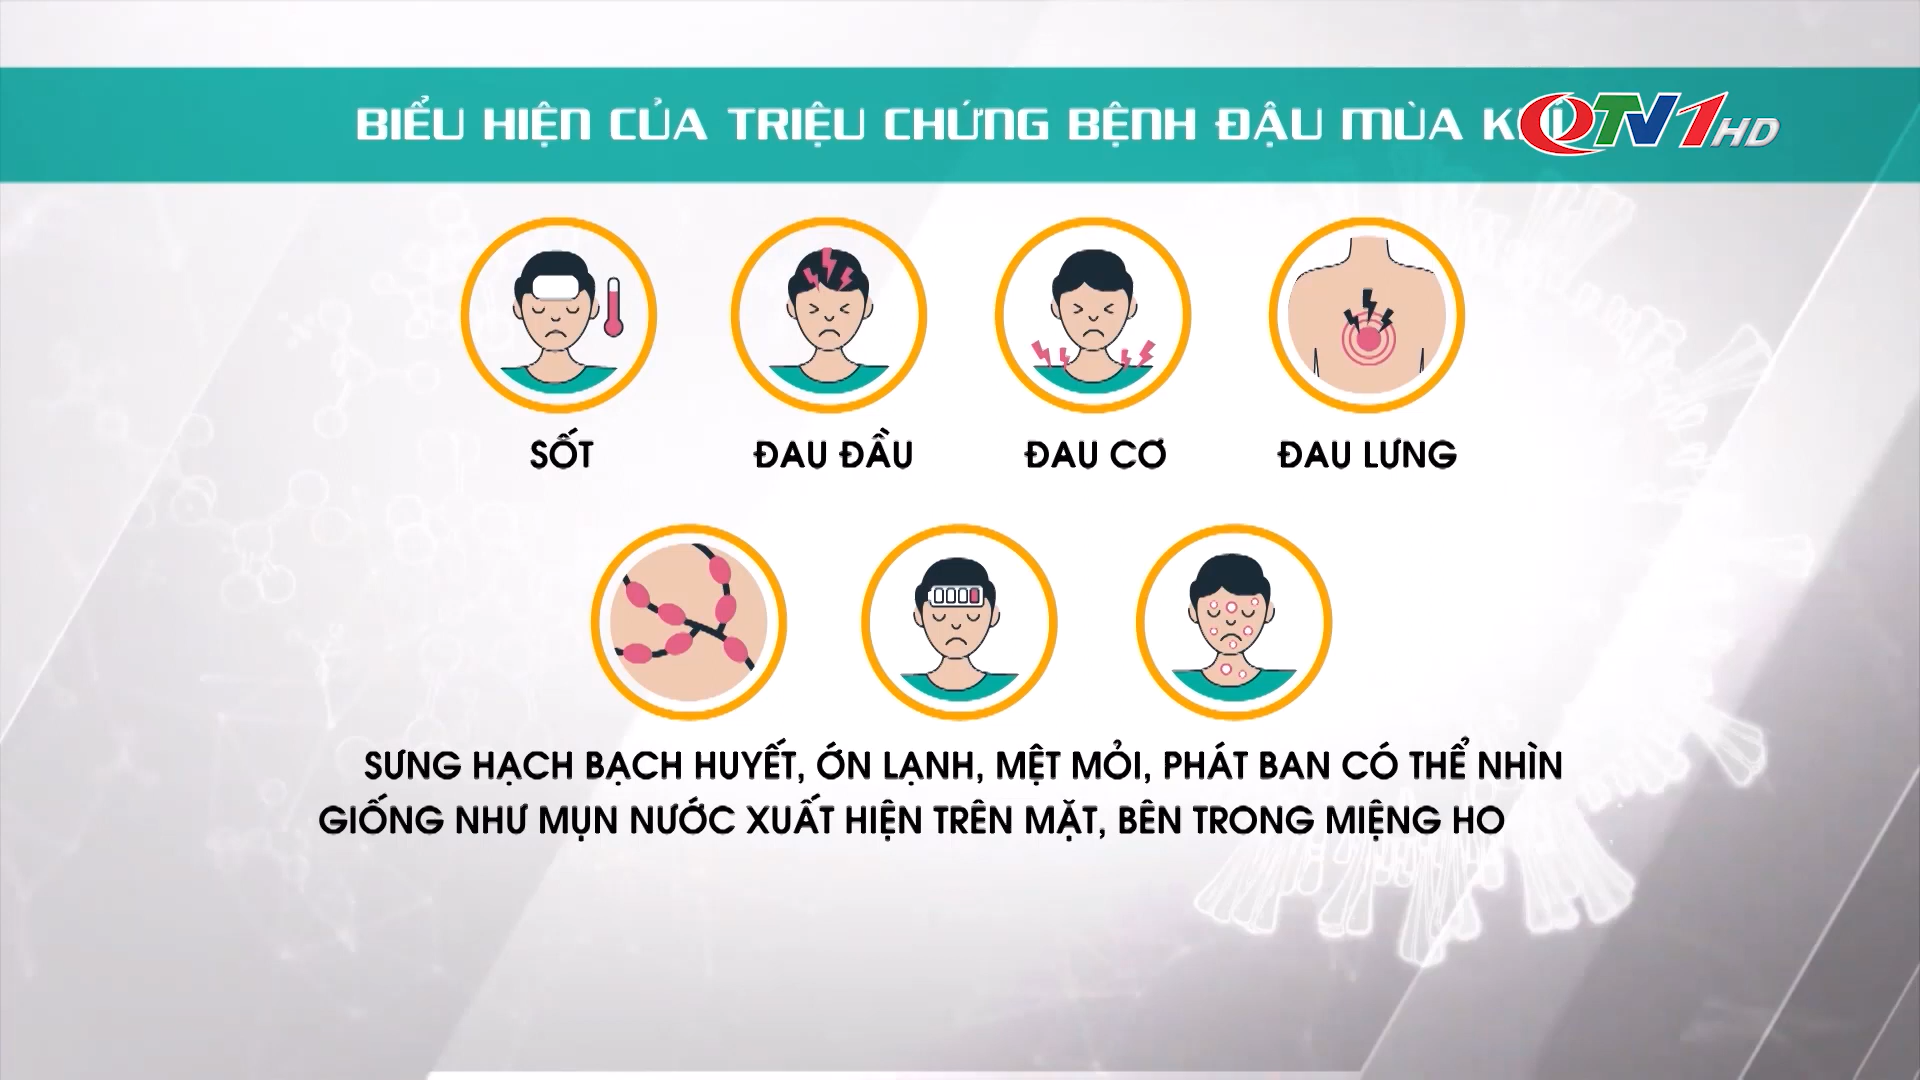 BIỂU HIỆN CỦA TRIỆU CHỨNG BỆNH ĐẬU MÙA
QTV1HD
SỐT
ĐAU ĐẦU
ĐAU CƠ
ĐAU LƯNG
SƯNG HẠCH BẠCH HUYẾT, ỚN LẠNH, MỆT MỎI, PHÁT BAN CÓ THỂ NHÌN
GIỐNG NHƯ MỤN NƯỚC XUẤT HIỆN TRÊN MẶT, BÊN TRONG MIỆNG HO